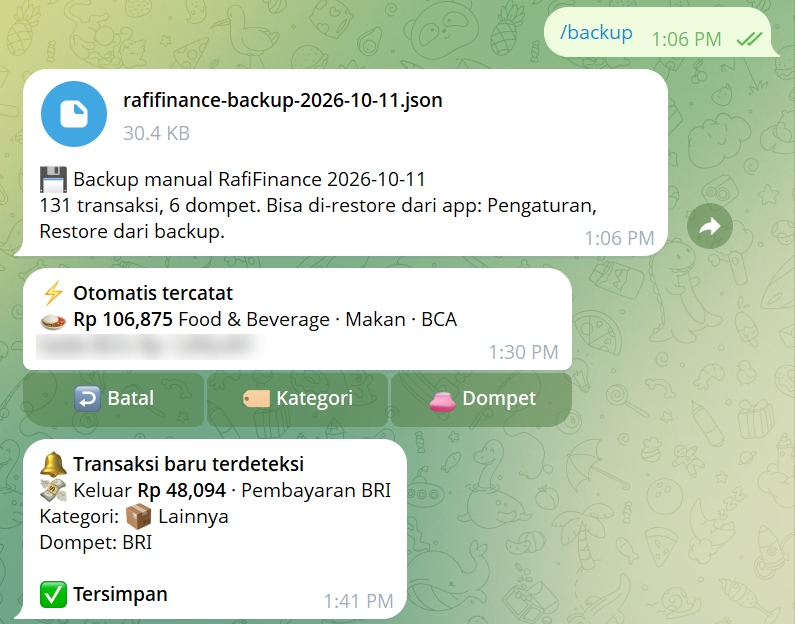 /backup 1:06 PM
rafifinance-backup-2026-10-11.json
30.4 KB
💾 Backup manual RafiFinance 2026-10-11
131 transaksi, 6 dompet. Bisa di-restore dari app: Pengaturan,
Restore dari backup.
1:06 PM
⚡ Otomatis tercatat
🍛 Rp 106,875 Food & Beverage · Makan · BCA
1:30 PM
↩️ Batal
🏷️ Kategori
👛 Dompet
🔔 Transaksi baru terdeteksi
💸 Keluar Rp 48,094 · Pembayaran BRI
Kategori: 📦 Lainnya
Dompet: BRI
✅ Tersimpan
1:41 PM